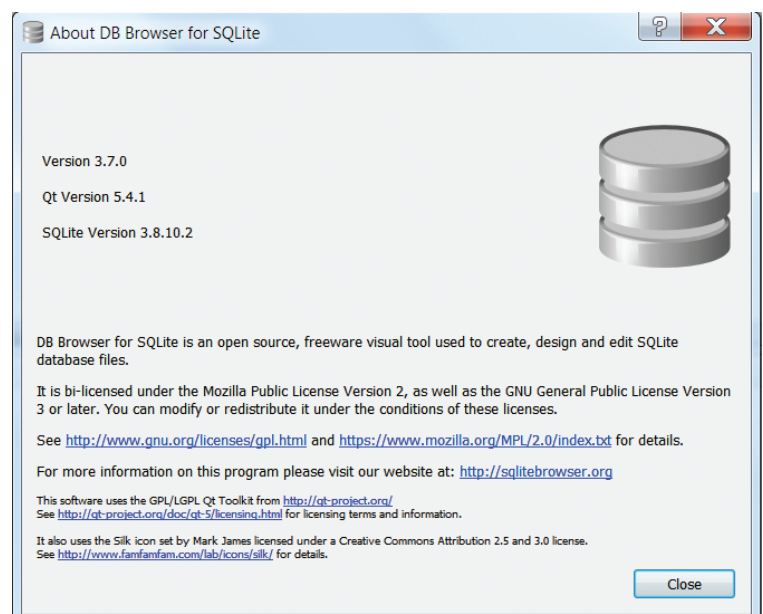 About DB Browser for SQLite
?
X
Version 3.7.0
Qt Version 5.4.1
SQLite Version 3.8.10.2
DB Browser for SQLite is an open source, freeware visual tool used to create, design and edit SQLite
database files.
It is bi-licensed under the Mozilla Public License Version 2, as well as the GNU General Public License Version
3 or later. You can modify or redistribute it under the conditions of these licenses.
See http://www.gnu.org/licenses/gpl.html and https://www.mozilla.org/MPL/2.0/index.txt for details.
For more information on this program please visit our website at: http://sqlitebrowser.org
This software uses the GPL/LGPL Qt Toolkit from http://qt-project.org/
See http://qt-project.org/doc/qt-5/licensing.html for licensing terms and information.
It also uses the Silk icon set by Mark James licensed under a Creative Commons Attribution 2.5 and 3.0 license.
See http://www.famfamfam.com/lab/icons/silk/ for details.
Close